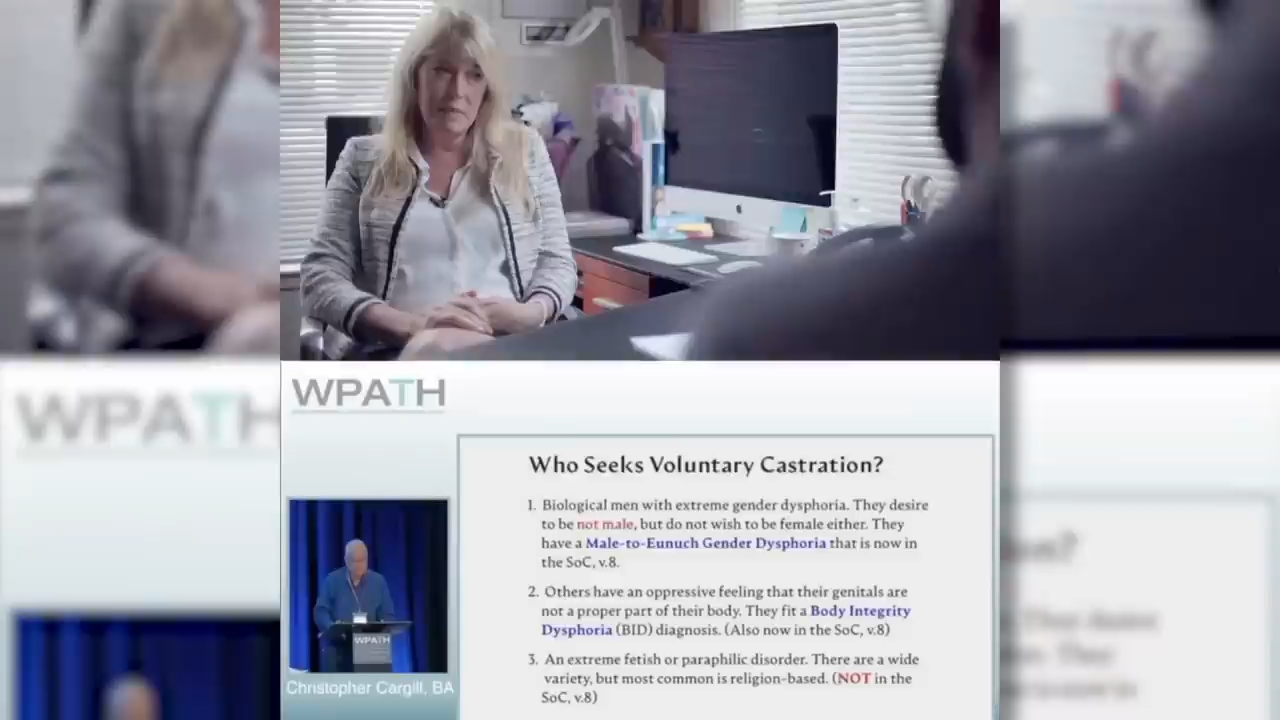 WPATH
Who Seeks Voluntary Castration?
1. Biological men with extreme gender dysphoria. They desire
to be not male, but do not wish to be female either. They
have a Male-to-Eunuch Gender Dysphoria that is now in
the SoC, v.8.
2. Others have an oppressive feeling that their genitals are
not a proper part of their body. They fit a Body Integrity
Dysphoria (BID) diagnosis. (Also now in the SoC, v.8)
3. An extreme fetish or paraphilic disorder. There are a wide
variety, but most common is religion-based. (NOT in the
SoC, v.8)
WPATH
Christopher Cargill, BA